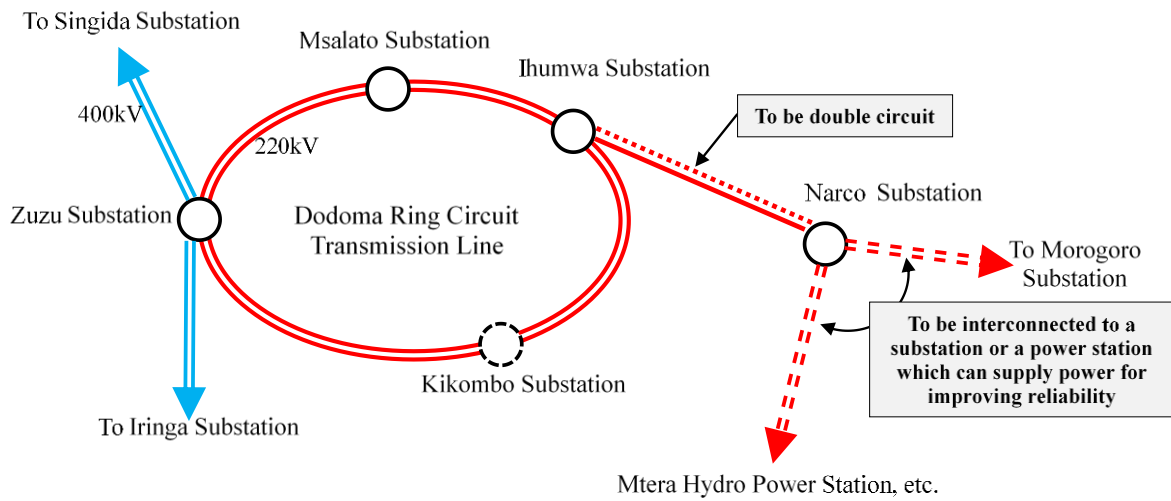 To Singida Substation
Msalato Substation
Ihumwa Substation
400kV
220kV
To be double circuit
Zuzu Substation
Dodoma Ring Circuit
Transmission Line
Narco Substation
To Morogoro
Substation
To be interconnected to a
substation or a power station
which can supply power for
improving reliability
Kikombo Substation
To Iringa Substation
Mtera Hydro Power Station, etc.